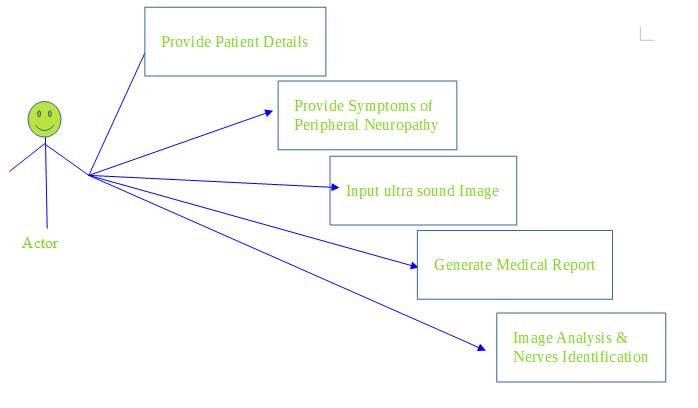 Provide Patient Details
Provide Symptoms of
Peripheral Neuropathy
Input ultra sound Image
Actor
Generate Medical Report
Image Analysis &
Nerves Identification